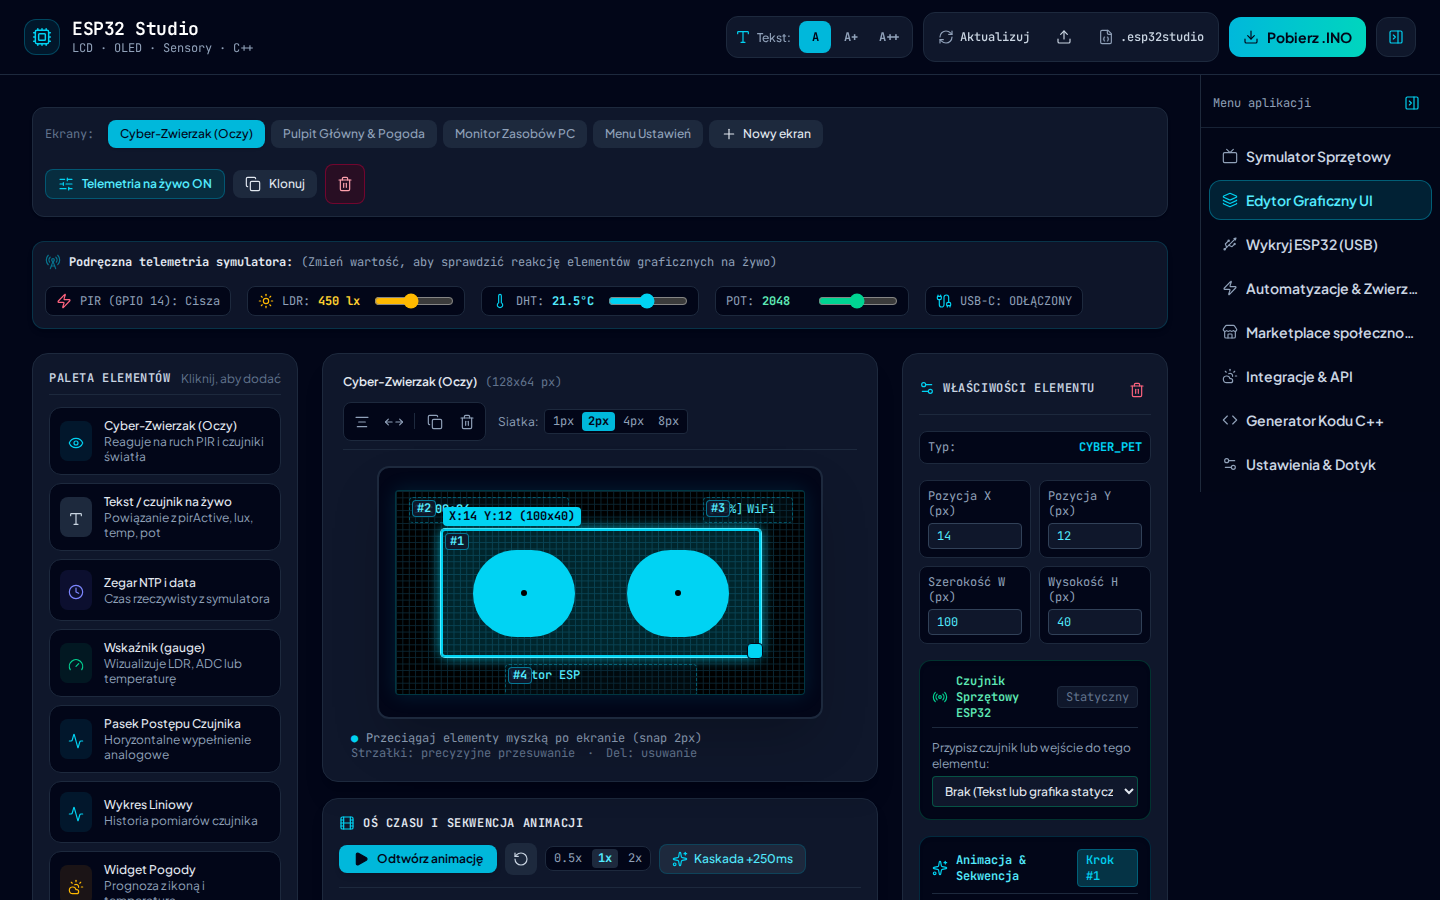 ESP32 Studio
LCD · OLED · Sensory · C++
Tekst: A A+ A++
Aktualizuj
.esp32studio
Pobierz .INO
Ekrany: Cyber-Zwierzak (Oczy) Pulpit Główny & Pogoda Monitor Zasobów PC Menu Ustawień Nowy ekran
Telemetria na żywo ON Klonuj
Podręczna telemetria symulatora: (Zmień wartość, aby sprawdzić reakcję elementów graficznych na żywo)
PIR (GPIO 14): Cisza LDR: 450 lx DHT: 21.5°C POT: 2048 USB-C: ODŁĄCZONY
PALETA ELEMENTÓW Kliknij, aby dodać
Cyber-Zwierzak (Oczy)
Reaguje na ruch PIR i czujniki
światła
Tekst / czujnik na żywo
Powiązanie z pirActive, lux,
temp, pot
Zegar NTP i data
Czas rzeczywisty z symulatora
Wskaźnik (gauge)
Wizualizuje LDR, ADC lub
temperaturę
Pasek Postępu Czujnika
Horyzontalne wypełnienie
analogowe
Wykres Liniowy
Historia pomiarów czujnika
Widget Pogody
Prognoza z ikoną i
Cyber-Zwierzak (Oczy) (128x64 px)
Siatka: 1px 2px 4px 8px
#2
#3 %] WiFi
X:14 Y:12 (100x40)
#1
#4 tor ESP
Przeciągaj elementy myszką po ekranie (snap 2px)
Strzałki: precyzyjne przesuwanie · Del: usuwanie
OŚ CZASU I SEKWENCJA ANIMACJI
Odtwórz animację 0.5x 1x 2x Kaskada +250ms
WŁAŚCIWOŚCI ELEMENTU
Typ: CYBER_PET
Pozycja X
(px)
14
Pozycja Y
(px)
12
Szerokość W
(px)
100
Wysokość H
(px)
40
Czujnik
Sprzętowy
ESP32
Statyczny
Przypisz czujnik lub wejście do tego
elementu:
Brak (Tekst lub grafika statycz
Animacja &
Sekwencja
Krok
#1
Menu aplikacji
Symulator Sprzętowy
Edytor Graficzny UI
Wykryj ESP32 (USB)
Automatyzacje & Zwierz…
Marketplace społeczno…
Integracje & API
Generator Kodu C++
Ustawienia & Dotyk